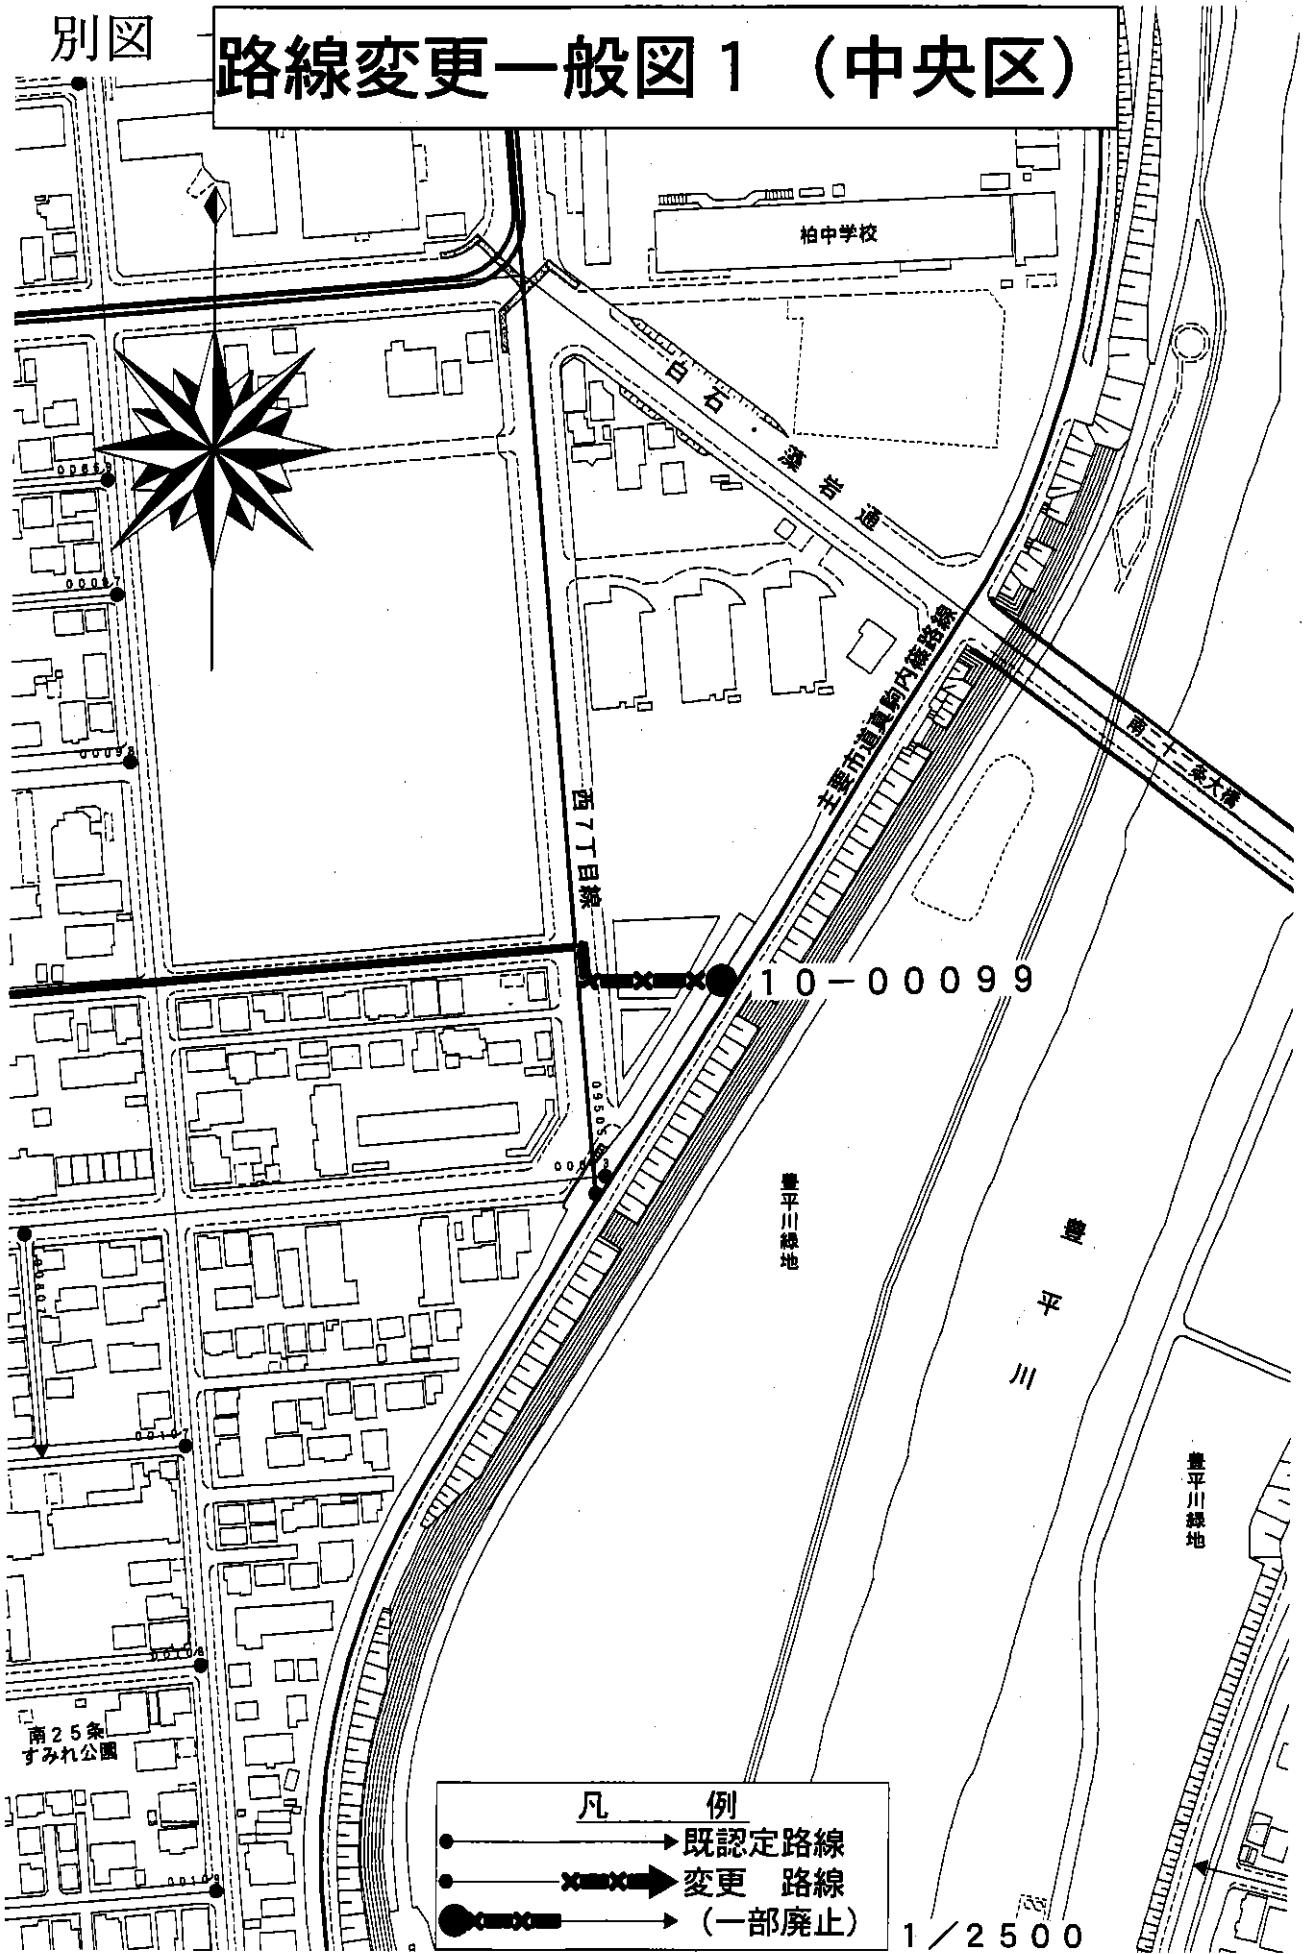 別図
路線変更一般図1（中央区）
柏中学校
白石・藻岩通
主要市道真駒内篠路線
南二十二条大橋
西7丁目線
10-00099
00098
00107
豊平川緑地
豊平川
豊平川緑地
南25条
すみれ公園
凡例
既認定路線
変更 路線
（一部廃止）
1/2500